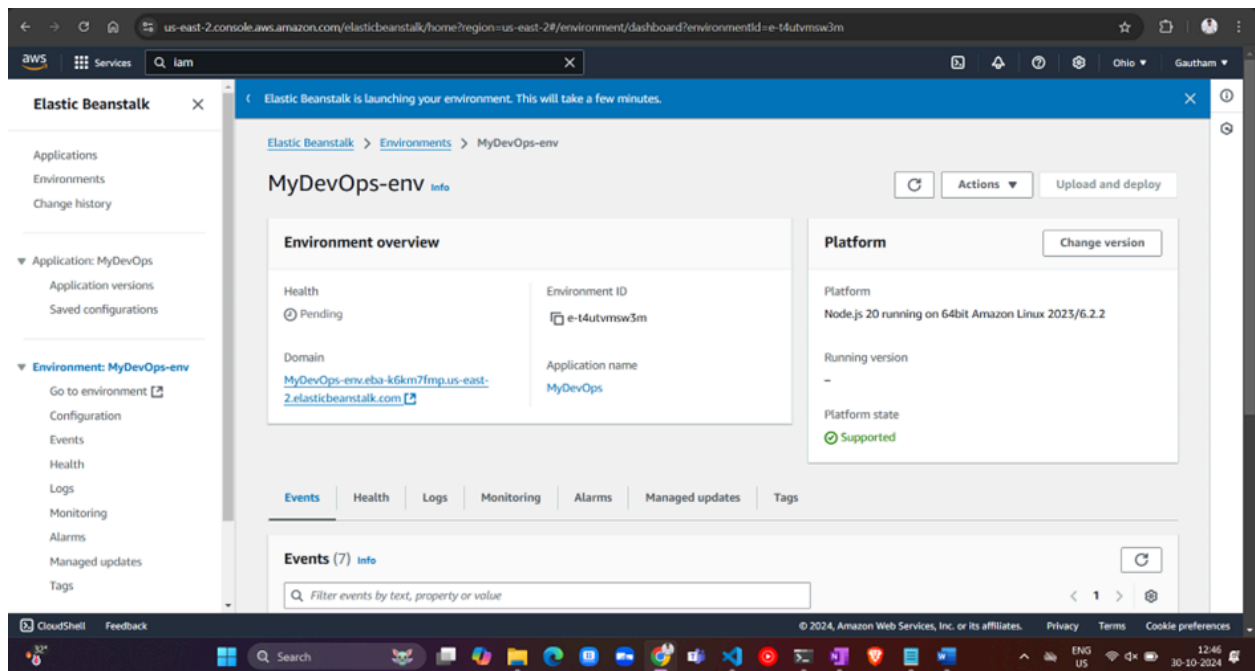 us-east-2.console.aws.amazon.com/elasticbeanstalk/home?region=us-east-2#/environment/dashboard?environmentId=e-t4utvmsw3m
aws Services iam Ohio Gautham
Elastic Beanstalk
Applications
Environments
Change history
Application: MyDevOps
Application versions
Saved configurations
Environment: MyDevOps-env
Go to environment
Configuration
Events
Health
Logs
Monitoring
Alarms
Managed updates
Tags
Elastic Beanstalk is launching your environment. This will take a few minutes.
Elastic Beanstalk > Environments > MyDevOps-env
MyDevOps-env Info
Actions
Upload and deploy
Environment overview
Health
Pending
Domain
MyDevOps-env.eba-k6km7fmp.us-east-
2.elasticbeanstalk.com
Environment ID
e-t4utvmsw3m
Application name
MyDevOps
Platform
Change version
Platform
Node.js 20 running on 64bit Amazon Linux 2023/6.2.2
Running version
–
Platform state
Supported
Events Health Logs Monitoring Alarms Managed updates Tags
Events (7) Info
Filter events by text, property or value
< 1 >
CloudShell Feedback © 2024, Amazon Web Services, Inc. or its affiliates. Privacy Terms Cookie preferences
32°
Search
ENG
US
12:46
30-10-2024